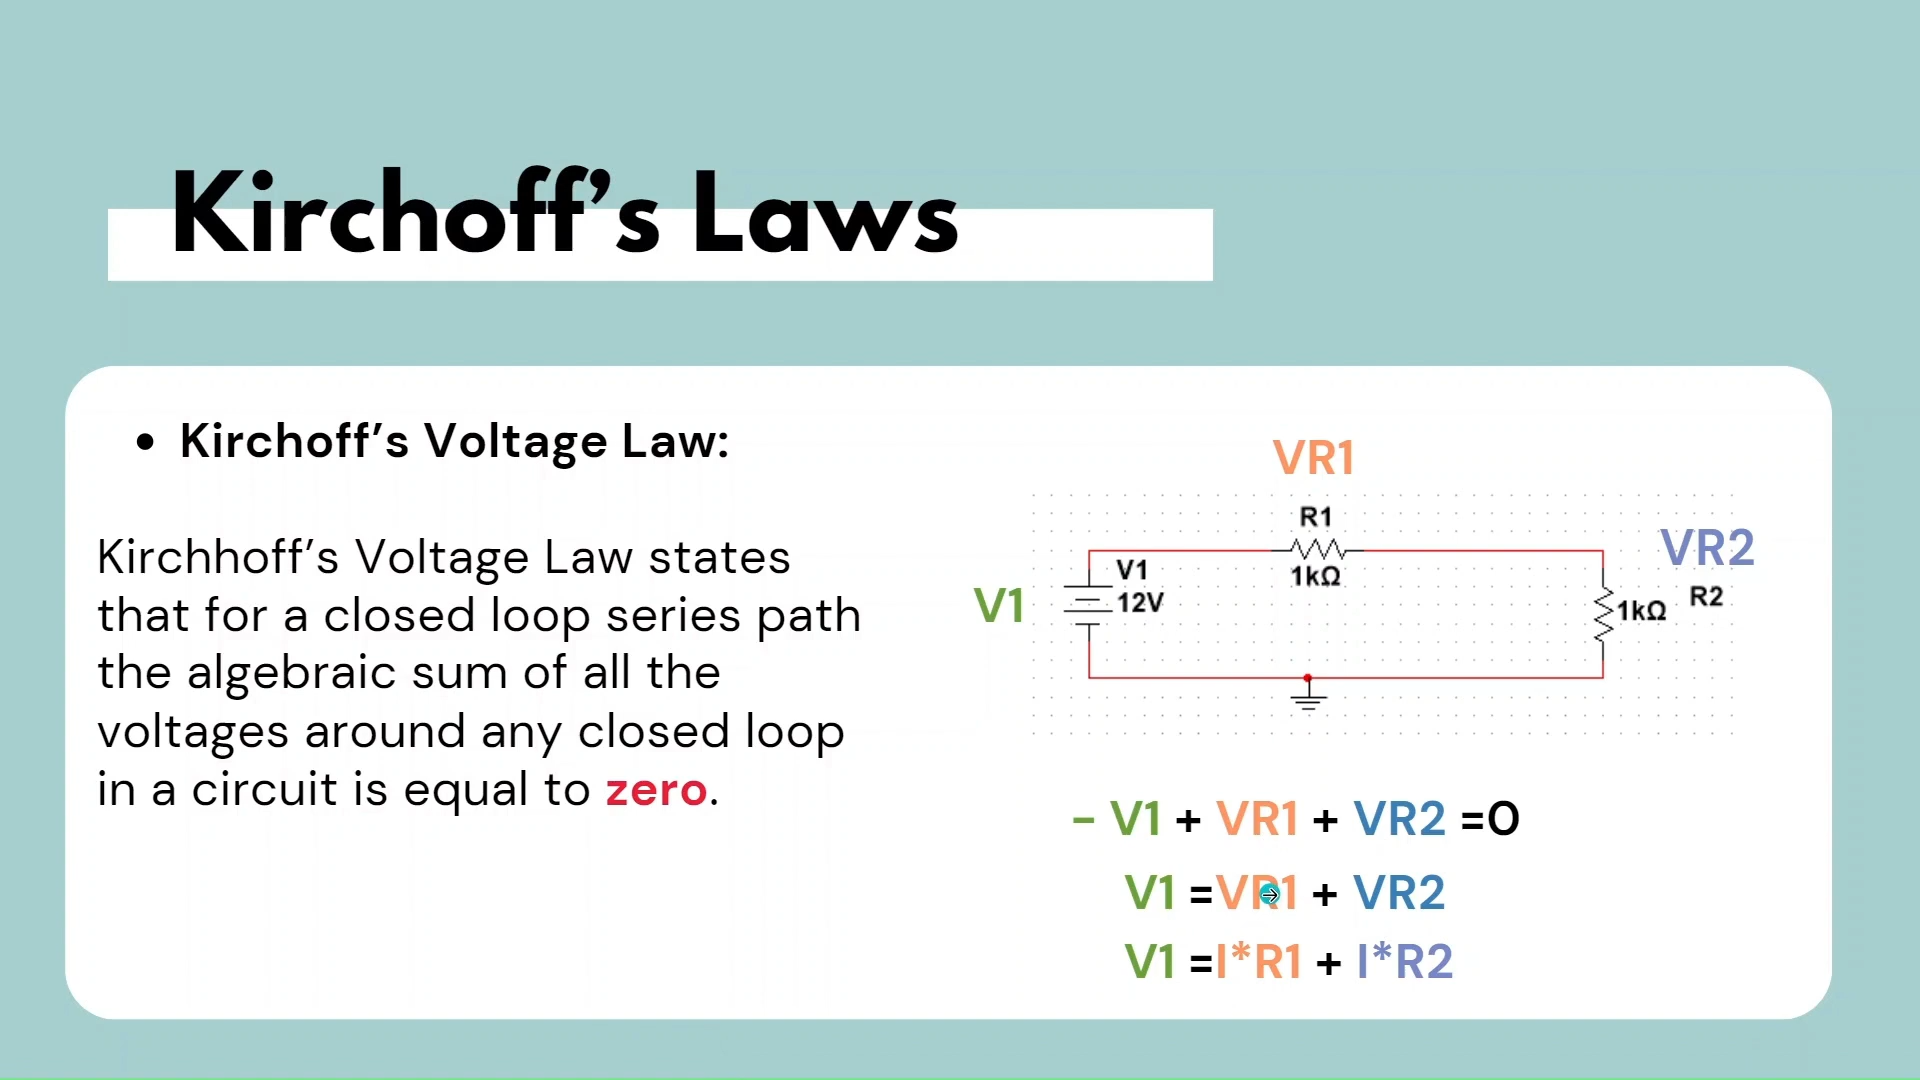 Kirchoff’s Laws
• Kirchoff’s Voltage Law:
Kirchhoff’s Voltage Law states
that for a closed loop series path
the algebraic sum of all the
voltages around any closed loop
in a circuit is equal to zero.
VR1
R1
1kΩ
V1
V1
12V
VR2
R2
1kΩ
- V1 + VR1 + VR2 =0
V1 =VR1 + VR2
V1 =I*R1 + I*R2